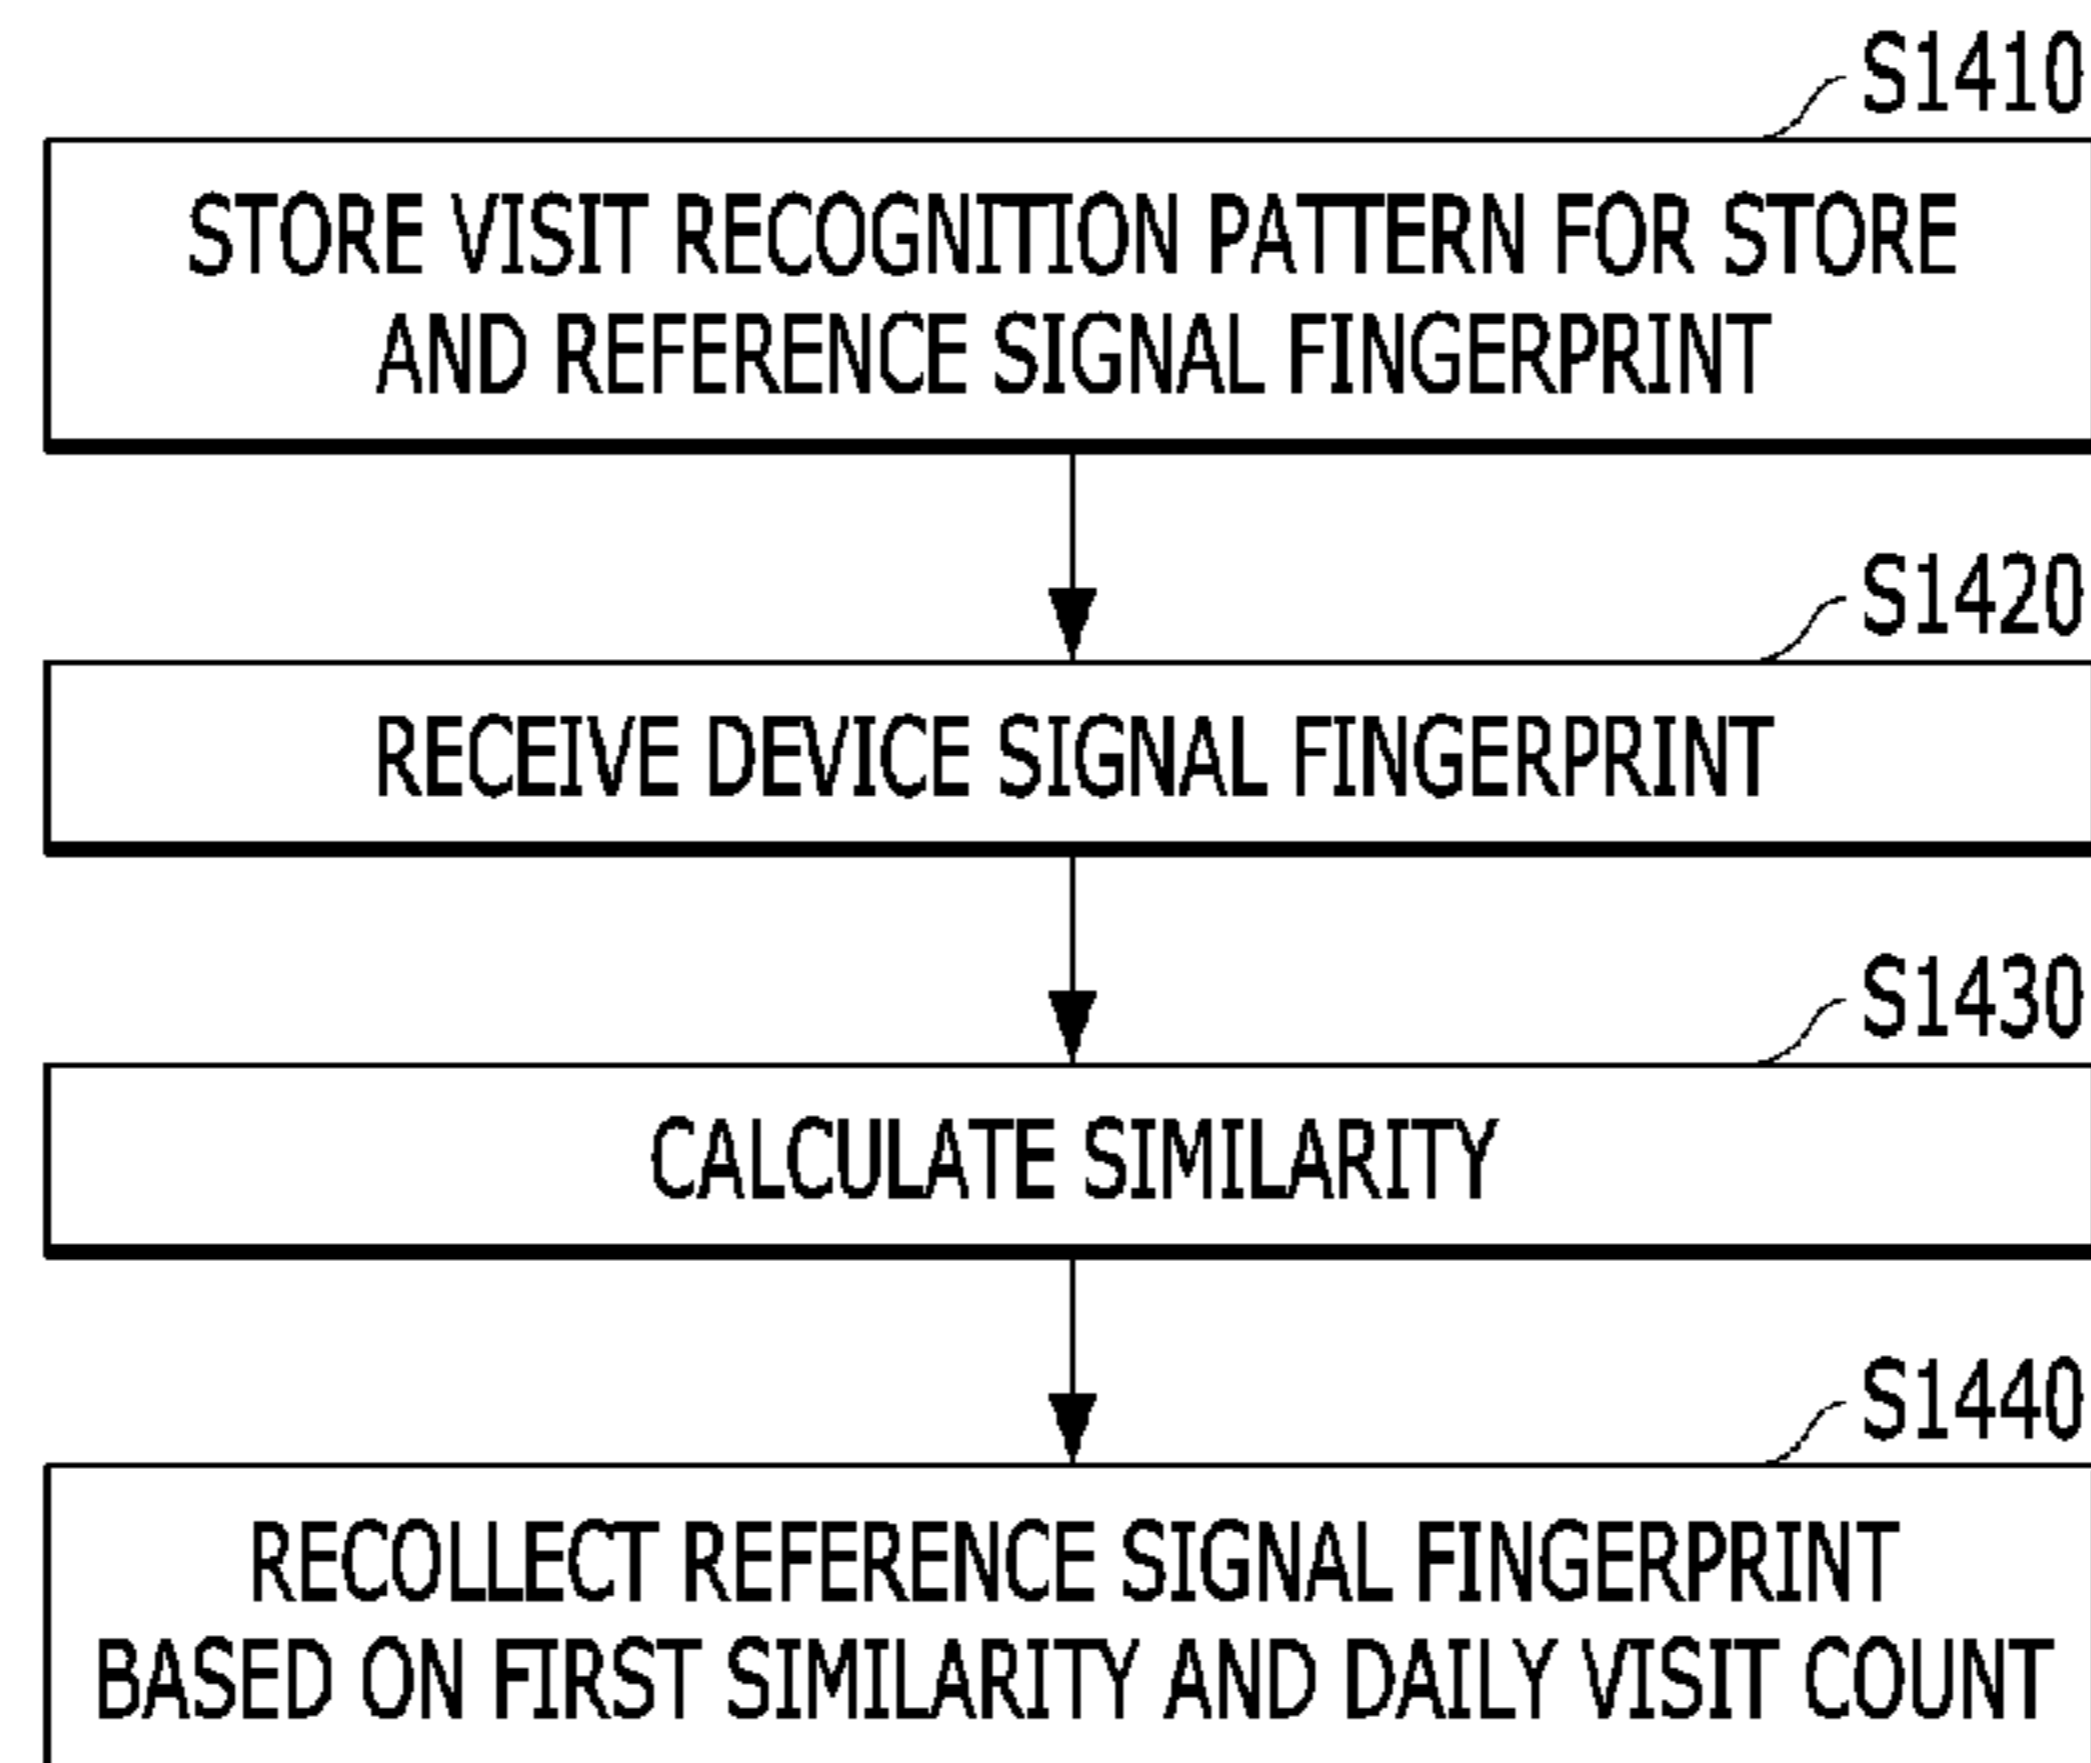 S1410
STORE VISIT RECOGNITION PATTERN FOR STORE
AND REFERENCE SIGNAL FINGERPRINT
S1420
RECEIVE DEVICE SIGNAL FINGERPRINT
S1430
CALCULATE SIMILARITY
S1440
RECOLLECT REFERENCE SIGNAL FINGERPRINT
BASED ON FIRST SIMILARITY AND DAILY VISIT COUNT